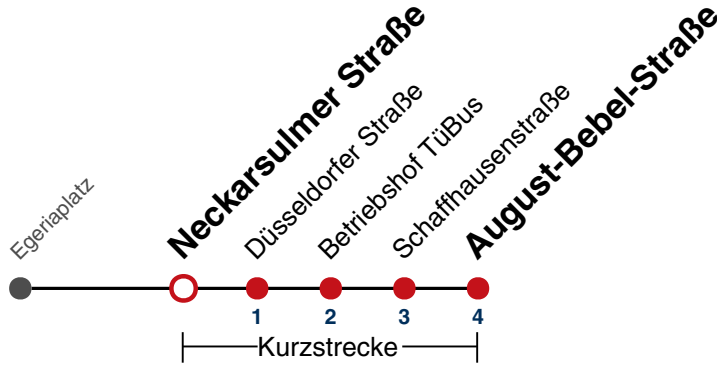 Egeriaplatz
Neckarsulmer Straße
Düsseldorfer Straße
Betriebshof TüBus
Schaffhausenstraße
August-Bebel-Straße
1
2
3
4
Kurzstrecke